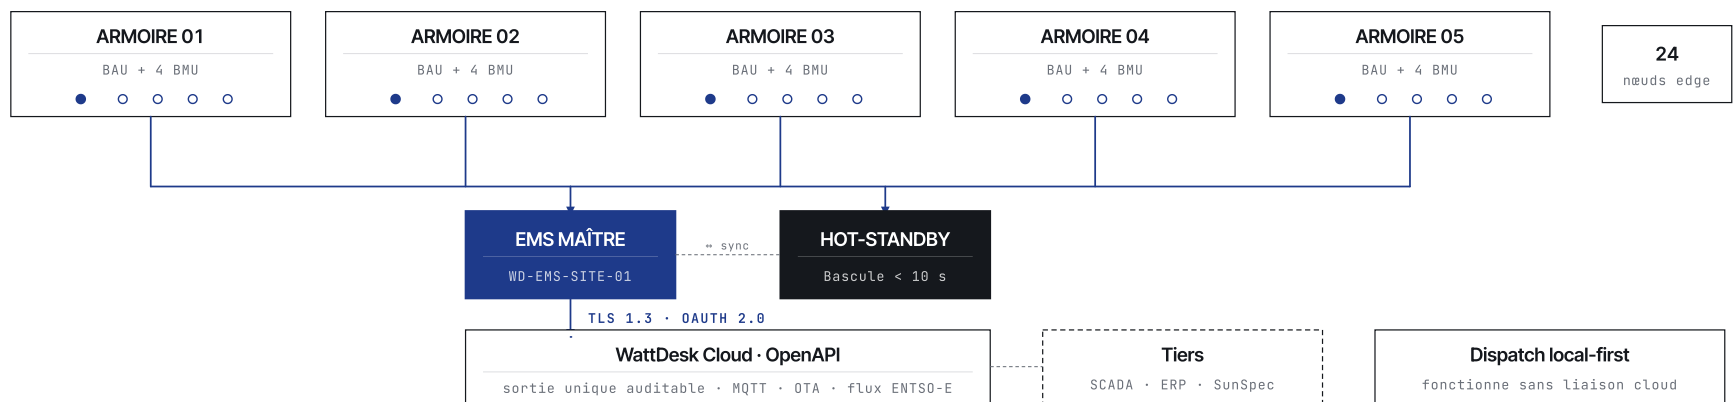 ARMOIRE 01
BAU + 4 BMU
ARMOIRE 02
BAU + 4 BMU
ARMOIRE 03
BAU + 4 BMU
ARMOIRE 04
BAU + 4 BMU
ARMOIRE 05
BAU + 4 BMU
24
nœuds edge
EMS MAÎTRE
WD-EMS-SITE-01
⇔ sync
HOT-STANDBY
Bascule < 10 s
TLS 1.3 · OAUTH 2.0
WattDesk Cloud · OpenAPI
sortie unique auditable · MQTT · OTA · flux ENTSO-E
Tiers
SCADA · ERP · SunSpec
Dispatch local-first
fonctionne sans liaison cloud